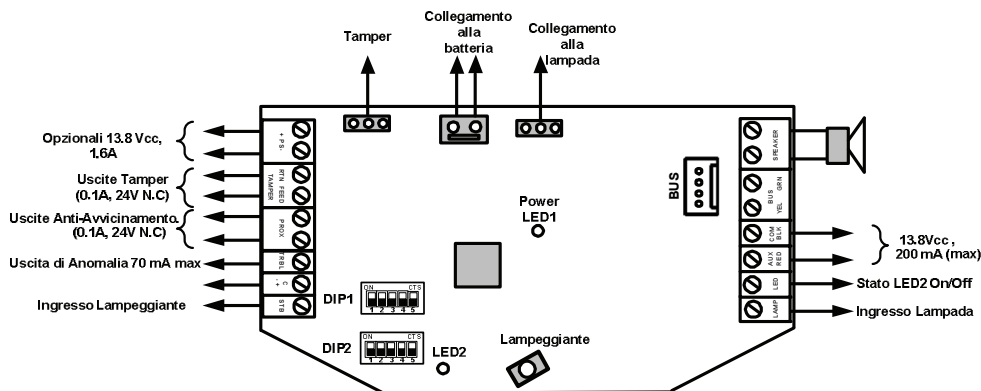 Collegamento
alla
batteria
Tamper
Collegamento
alla
lampada
Opzionali 13.8 Vcc,
1.6A
Uscite Tamper
(0.1A, 24V N.C)
Uscite Anti-Avvicinamento.
(0.1A, 24V N.C)
Uscita di Anomalia 70 mA max
Ingresso Lampeggiante
+ PS -
TAMPER
RTN FEED
PROX
TRBL
STB
Power
LED1
BUS
SPEAKER
BUS
YEL GRN
COM
BLK
AUX
RED
LED
LAMP
13.8Vcc ,
200 mA (max)
Stato LED2 On/Off
Ingresso Lampada
DIP1
ON CTS
1 2 3 4 5
DIP2
ON CTS
1 2 3 4 5
LED2
Lampeggiante